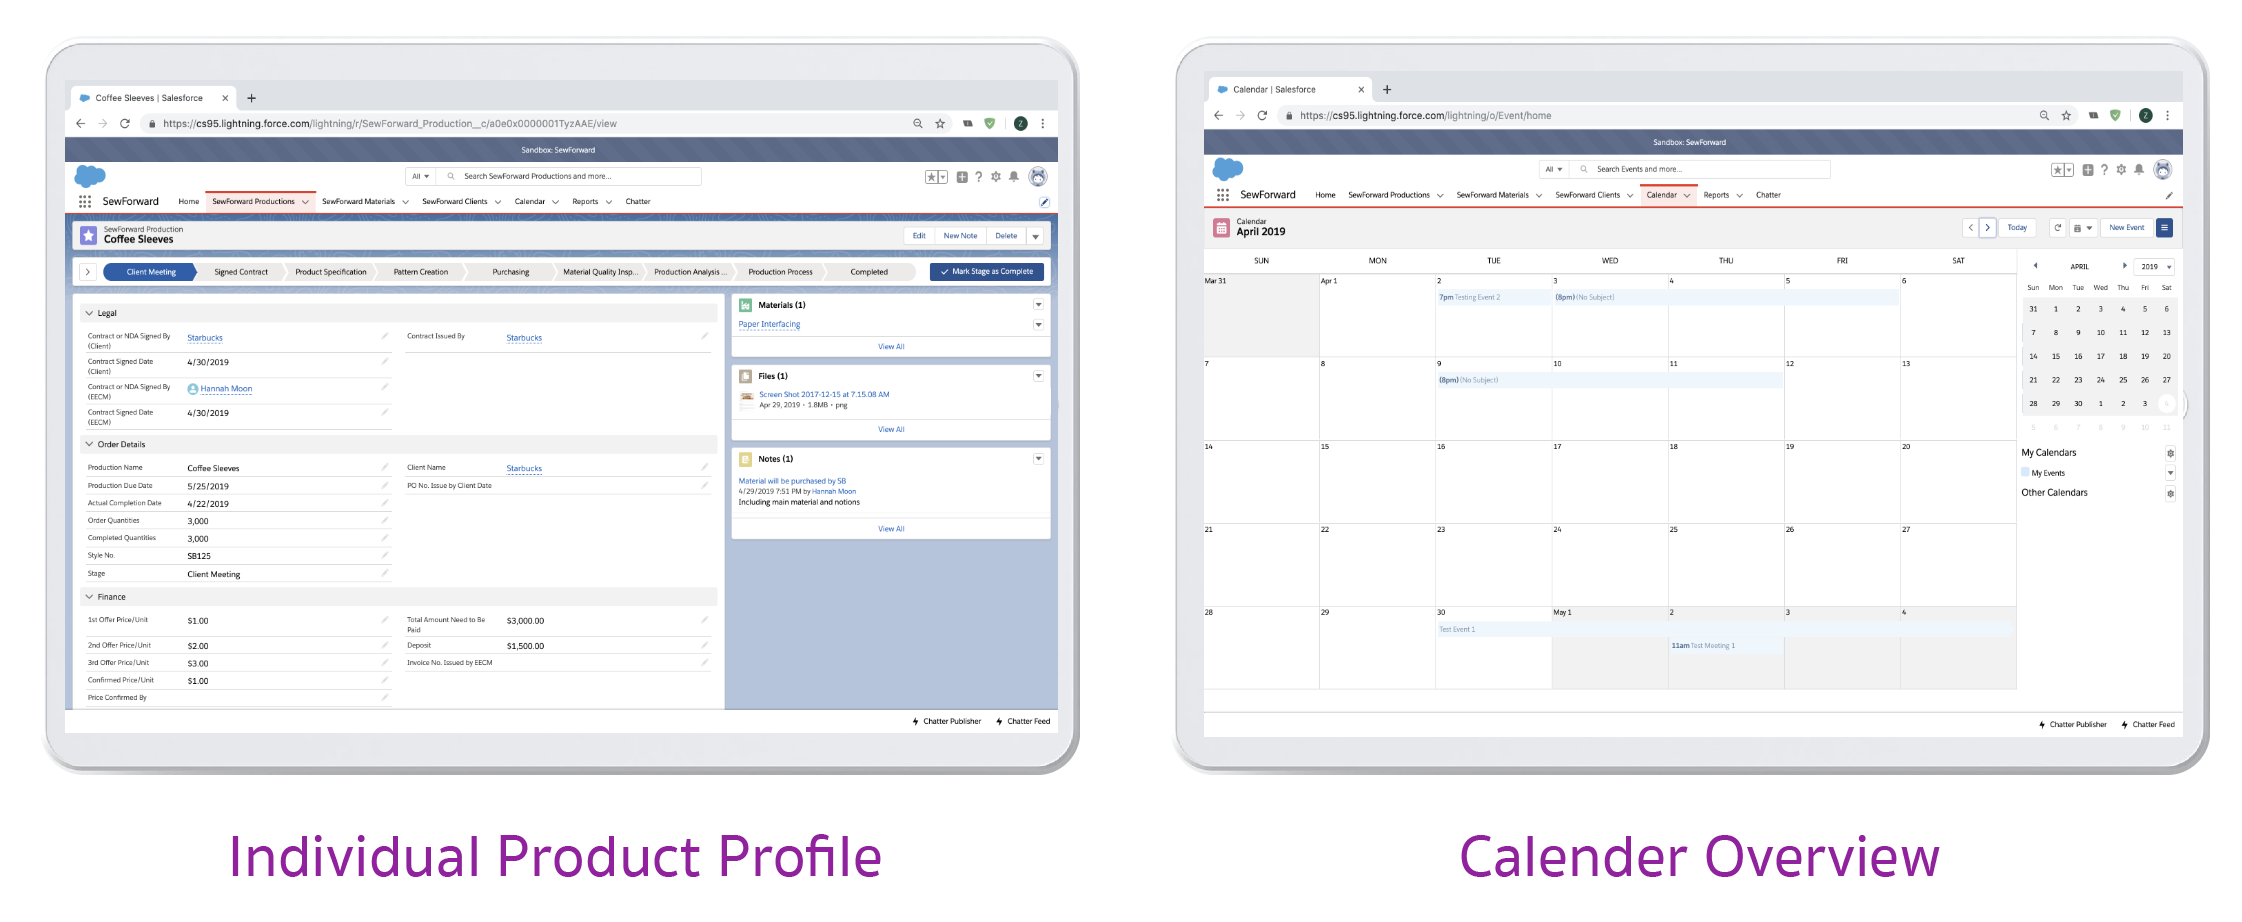 Coffee Sleeves | Salesforce
https://cs95.lightning.force.com/lightning/r/SewForward_Production__c/a0e0x0000001TyzAAE/view
Z
Sandbox: SewForward
All
Search SewForward Productions and more...
SewForward Home SewForward Productions SewForward Materials SewForward Clients Calendar Reports Chatter
SewForward Production
Coffee Sleeves
Edit New Note Delete
Client Meeting Signed Contract Product Specification Pattern Creation Purchasing Material Quality Insp... Production Analysis ... Production Process Completed
Mark Stage as Complete
Legal
Contract or NDA Signed By (Client) Starbucks Contract Issued By Starbucks
Contract Signed Date (Client) 4/30/2019
Contract or NDA Signed By (EECM) Hannah Moon
Contract Signed Date (EECM) 4/30/2019
Order Details
Production Name Coffee Sleeves Client Name Starbucks
Production Due Date 5/25/2019 PO No. Issue by Client Date
Actual Completion Date 4/22/2019
Order Quantities 3,000
Completed Quantities 3,000
Style No. SB125
Stage Client Meeting
Finance
1st Offer Price/Unit $1.00 Total Amount Need to Be Paid $3,000.00
2nd Offer Price/Unit $2.00 Deposit $1,500.00
3rd Offer Price/Unit $3.00 Invoice No. Issued by EECM
Confirmed Price/Unit $1.00
Price Confirmed By
Materials (1)
Paper Interfacing
View All
Files (1)
Screen Shot 2017-12-15 at 7.15.08 AM
Apr 29, 2019 • 1.8MB • png
View All
Notes (1)
Material will be purchased by SB
4/29/2019 7:51 PM by Hannah Moon
Including main material and notions
View All
Chatter Publisher Chatter Feed
Individual Product Profile
Calendar | Salesforce
https://cs95.lightning.force.com/lightning/o/Event/home
Z
Sandbox: SewForward
All
Search Events and more...
SewForward Home SewForward Productions SewForward Materials SewForward Clients Calendar Reports Chatter
Calendar
April 2019
Today
New Event
SUN MON TUE WED THU FRI SAT
Mar 31 Apr 1 2 3 4 5 6
7pm Testing Event 2 (8pm) (No Subject)
7 8 9 10 11 12 13
(8pm) (No Subject)
14 15 16 17 18 19 20
21 22 23 24 25 26 27
28 29 30 May 1 2 3 4
Test Event 1
11am Test Meeting 1
APRIL 2019
Sun Mon Tue Wed Thu Fri Sat
31 1 2 3 4 5 6
7 8 9 10 11 12 13
14 15 16 17 18 19 20
21 22 23 24 25 26 27
28 29 30 1 2 3 4
5 6 7 8 9 10 11
My Calendars
My Events
Other Calendars
Chatter Publisher Chatter Feed
Calender Overview